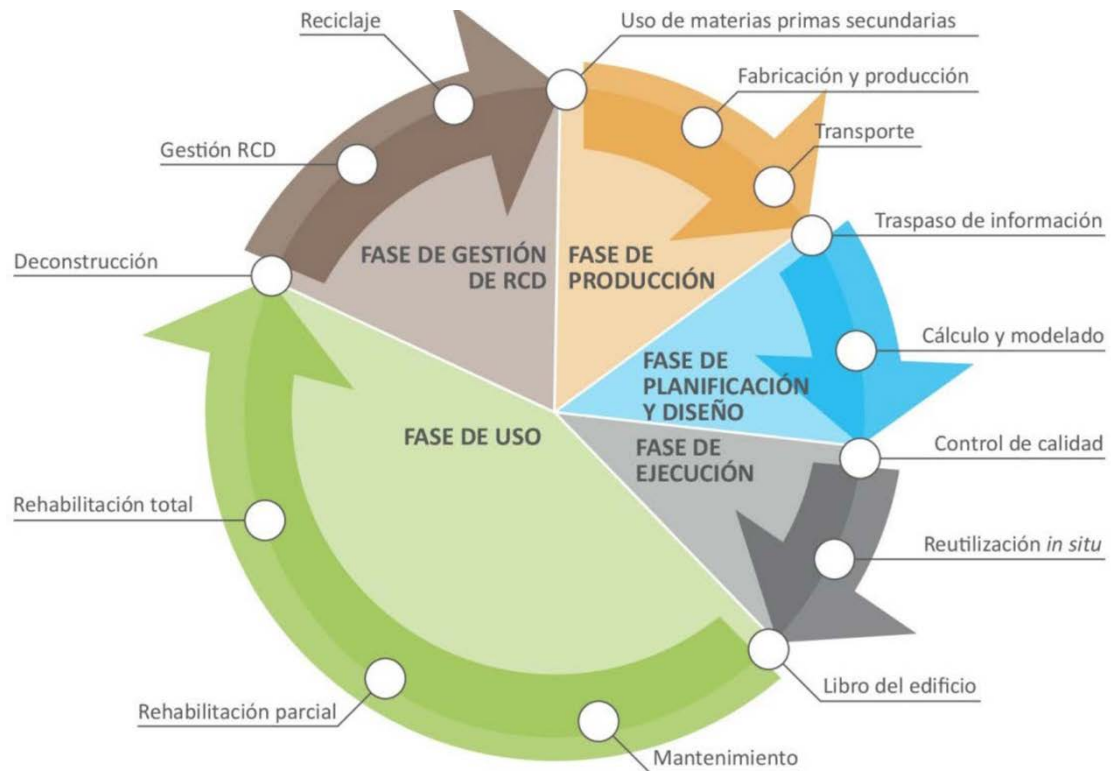 Reciclaje
Uso de materias primas secundarias
Fabricación y producción
Gestión RCD
Transporte
Traspaso de información
Deconstrucción
FASE DE GESTIÓN
DE RCD
FASE DE
PRODUCCIÓN
Cálculo y modelado
FASE DE
PLANIFICACIÓN
Y DISEÑO
FASE DE USO
FASE DE
EJECUCIÓN
Control de calidad
Rehabilitación total
Reutilización in situ
Libro del edificio
Rehabilitación parcial
Mantenimiento